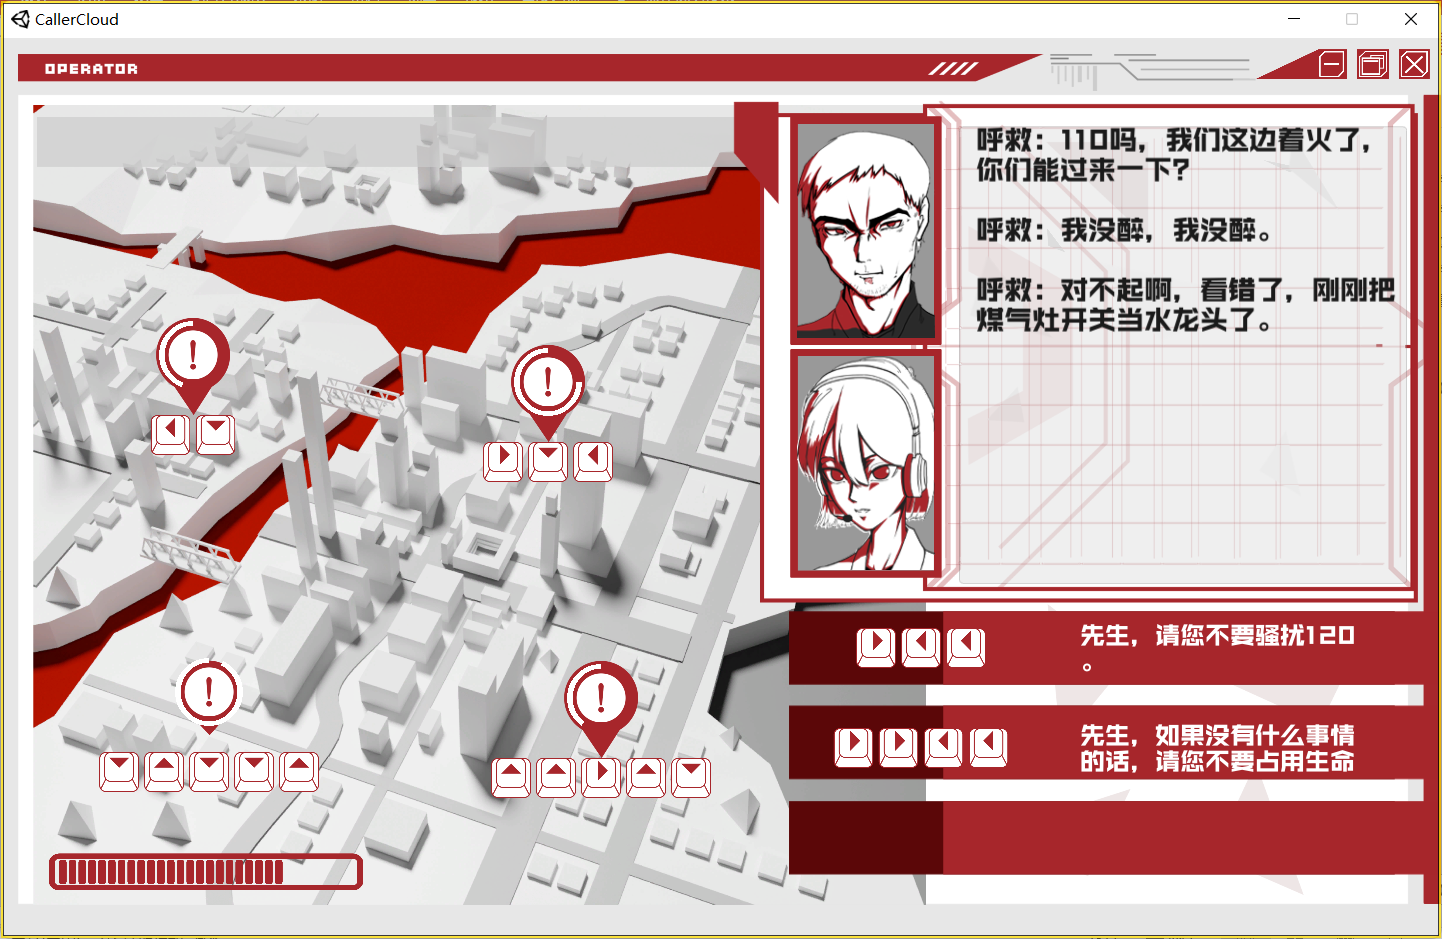 CallerCloud
OPERATOR
呼救：110吗，我们这边着火了，
你们能过来一下？
呼救：我没醉，我没醉。
呼救：对不起啊，看错了，刚刚把
煤气灶开关当水龙头了。
先生，请您不要骚扰120
。
先生，如果没有什么事情
的话，请您不要占用生命